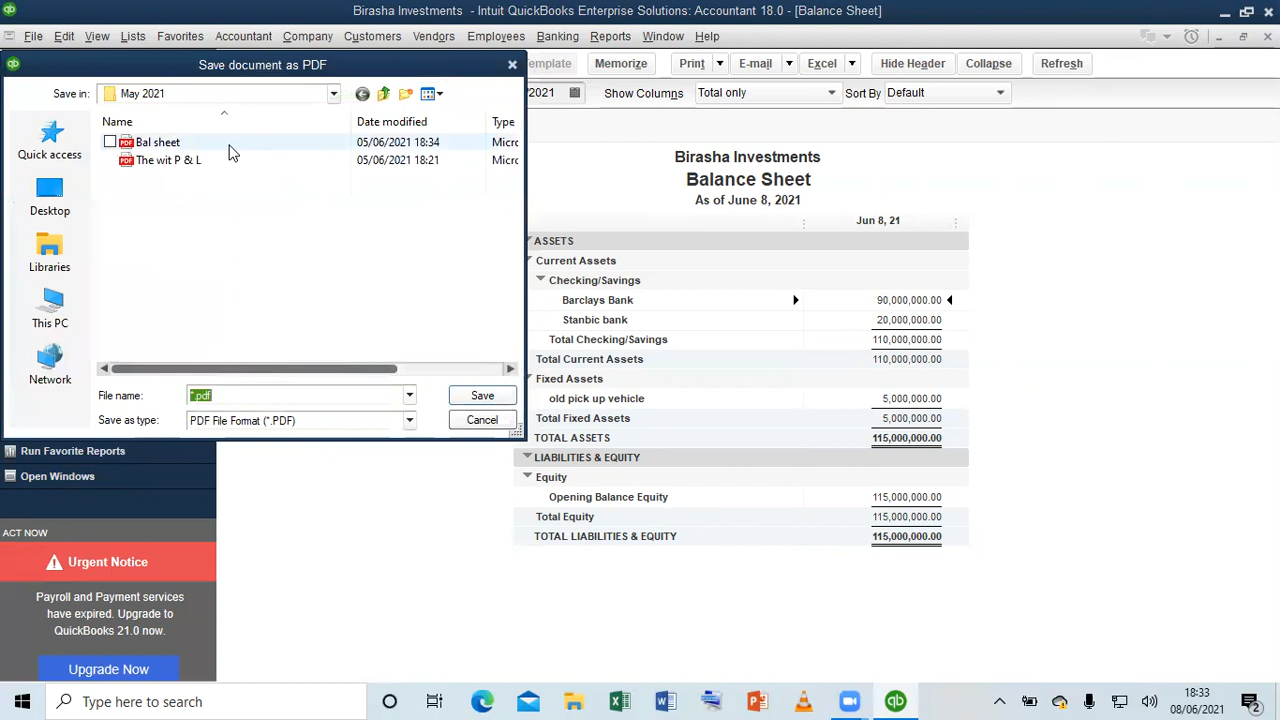 Birasha Investments - Intuit QuickBooks Enterprise Solutions: Accountant 18.0 - [Balance Sheet]
File Edit View Lists Favorites Accountant Company Customers Vendors Employees Banking Reports Window Help
Save document as PDF
Template Memorize Print E-mail Excel Hide Header Collapse Refresh
Save in: May 2021
/2021 Show Columns Total only Sort By Default
Name Date modified Type
Bal sheet 05/06/2021 18:34 Micro
The wit P & L 05/06/2021 18:21 Micro
Quick access
Desktop
Libraries
This PC
Network
File name: *.pdf Save
Save as type: PDF File Format (*.PDF) Cancel
Birasha Investments
Balance Sheet
As of June 8, 2021
Jun 8, 21
ASSETS
Current Assets
Checking/Savings
Barclays Bank 90,000,000.00
Stanbic bank 20,000,000.00
Total Checking/Savings 110,000,000.00
Total Current Assets 110,000,000.00
Fixed Assets
old pick up vehicle 5,000,000.00
Total Fixed Assets 5,000,000.00
TOTAL ASSETS 115,000,000.00
LIABILITIES & EQUITY
Equity
Opening Balance Equity 115,000,000.00
Total Equity 115,000,000.00
TOTAL LIABILITIES & EQUITY 115,000,000.00
Run Favorite Reports
Open Windows
ACT NOW
Urgent Notice
Payroll and Payment services
have expired. Upgrade to
QuickBooks 21.0 now.
Upgrade Now
Type here to search
18:33
08/06/2021
2